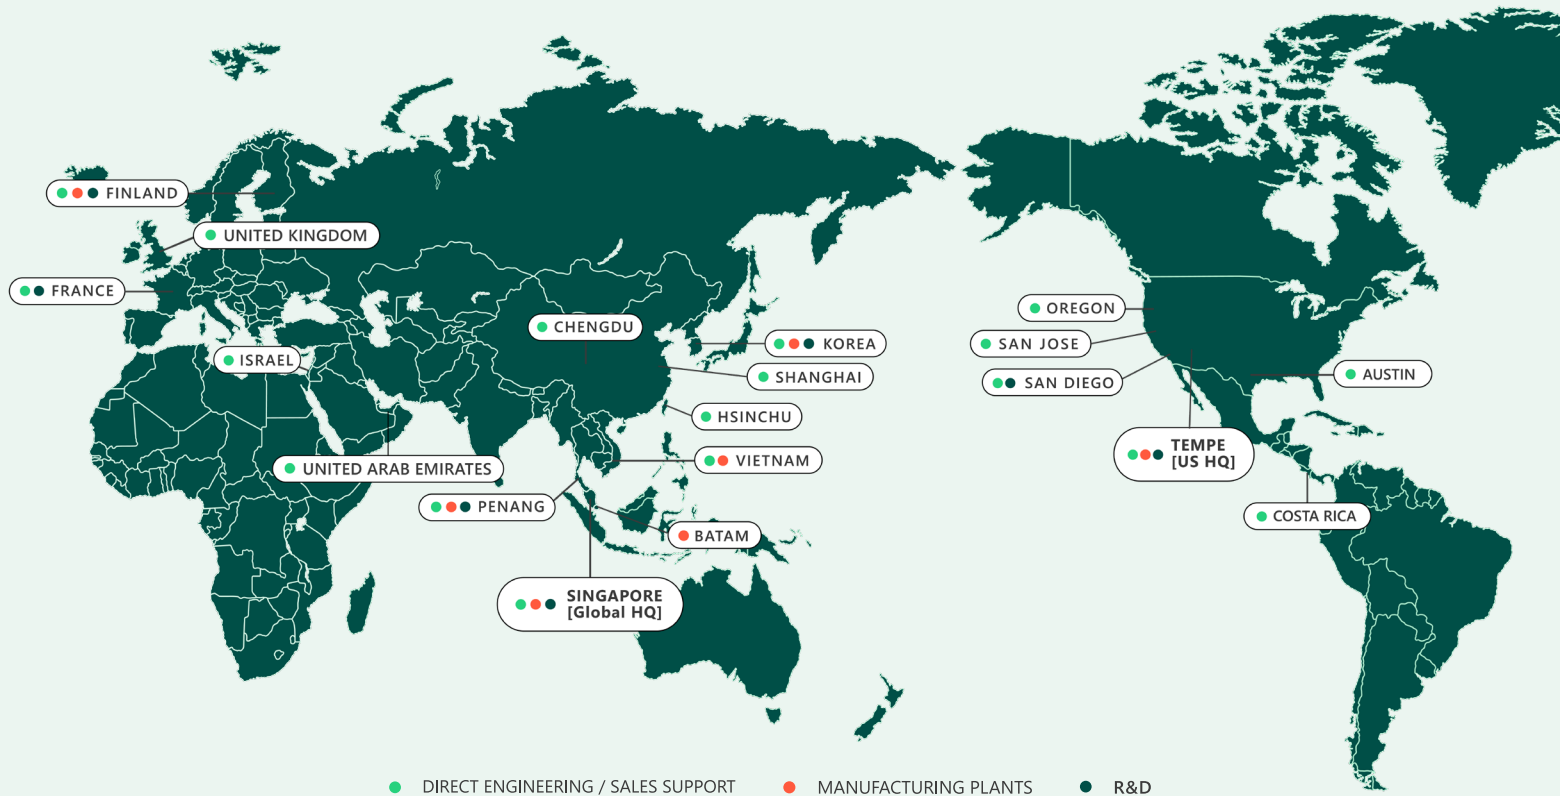 FINLAND
UNITED KINGDOM
FRANCE
CHENGDU
ISRAEL
KOREA
SHANGHAI
HSINCHU
VIETNAM
UNITED ARAB EMIRATES
PENANG
BATAM
SINGAPORE
[Global HQ]
OREGON
SAN JOSE
SAN DIEGO
AUSTIN
TEMPE
[US HQ]
COSTA RICA
DIRECT ENGINEERING / SALES SUPPORT
MANUFACTURING PLANTS
R&D